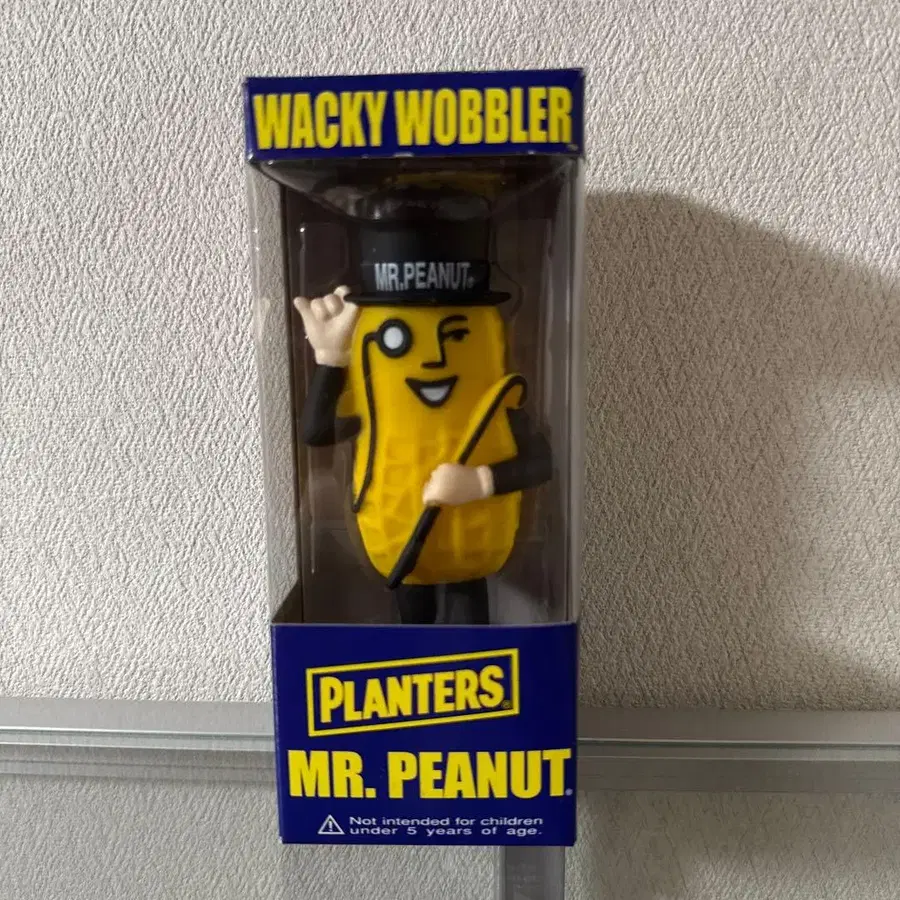 WACKY WOBBLER
MR.PEANUT®
PLANTERS®
MR. PEANUT®
⚠ Not intended for children
under 5 years of age.